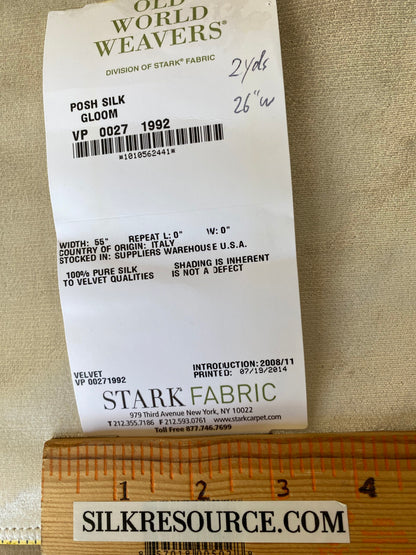 OLD
WORLD
WEAVERS®
DIVISION OF STARK® FABRIC
2yds
26"w
POSH SILK
GLOOM
VP 0027 1992
*1010562441*
WIDTH: 55" REPEAT L: 0" W: 0"
COUNTRY OF ORIGIN: ITALY
STOCKED IN: SUPPLIERS WAREHOUSE U.S.A.
100% PURE SILK SHADING IS INHERENT
TO VELVET QUALITIES IS NOT A DEFECT
VELVET INTRODUCTION: 2008/11
VP 00271992 PRINTED: 07/19/2014
STARK® FABRIC
979 Third Avenue New York, NY 10022
T 212.355.7186 F 212.593.0761 www.starkcarpet.com
Toll Free 877.746.7699
1 2 3 4
SILKRESOURCE.COM